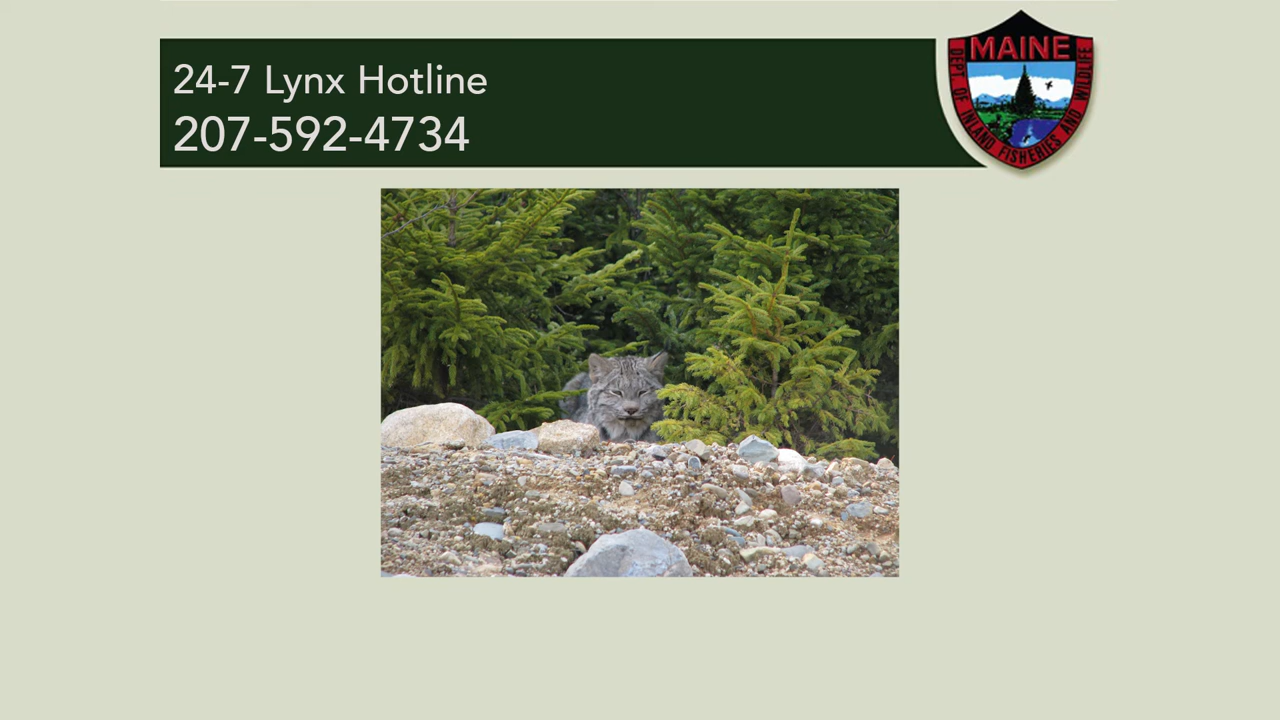 24-7 Lynx Hotline
207-592-4734
MAINE
DEPT. OF INLAND FISHERIES AND WILDLIFE